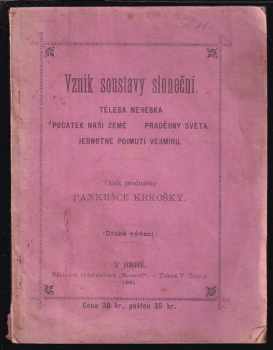 Vznik soustavy sluneční.
TĚLESA NEBESKÁ
POČÁTEK NAŠÍ ZEMĚ PRADĚJINY SVĚTA
JEDNOTNÉ POJMUTÍ VESMÍRU.
PANKRÁCE KRKOŠKY.
(Druhé vydání)
V BRNĚ.
Cena 30 kr., poštou 35 kr.